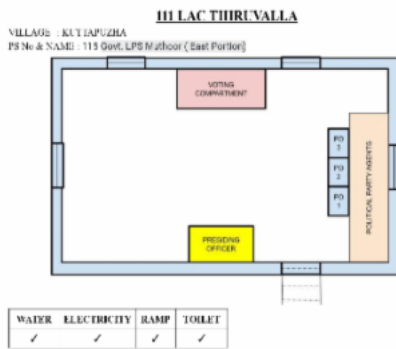 111 LAC THIRUVALLA
VILLAGE : KUTTAPUZHA
PS No & NAME : 115 Govt. LPS Muthoor ( East Portion)
VOTING
COMPARTMENT
PO
3
PO
2
PO
1
POLITICAL PARTY AGENTS
PRESIDING
OFFICER
WATER ELECTRICITY RAMP TOILET
✓ ✓ ✓ ✓